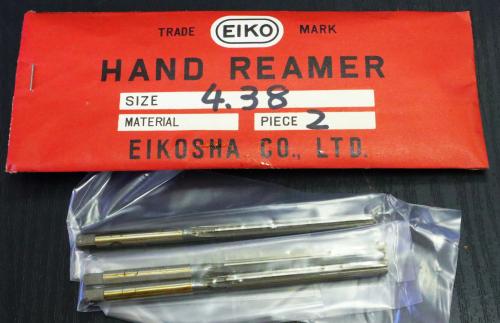 TRADE EIKO MARK
HAND REAMER
SIZE 4.38
MATERIAL PIECE 2
EIKOSHA CO., LTD.